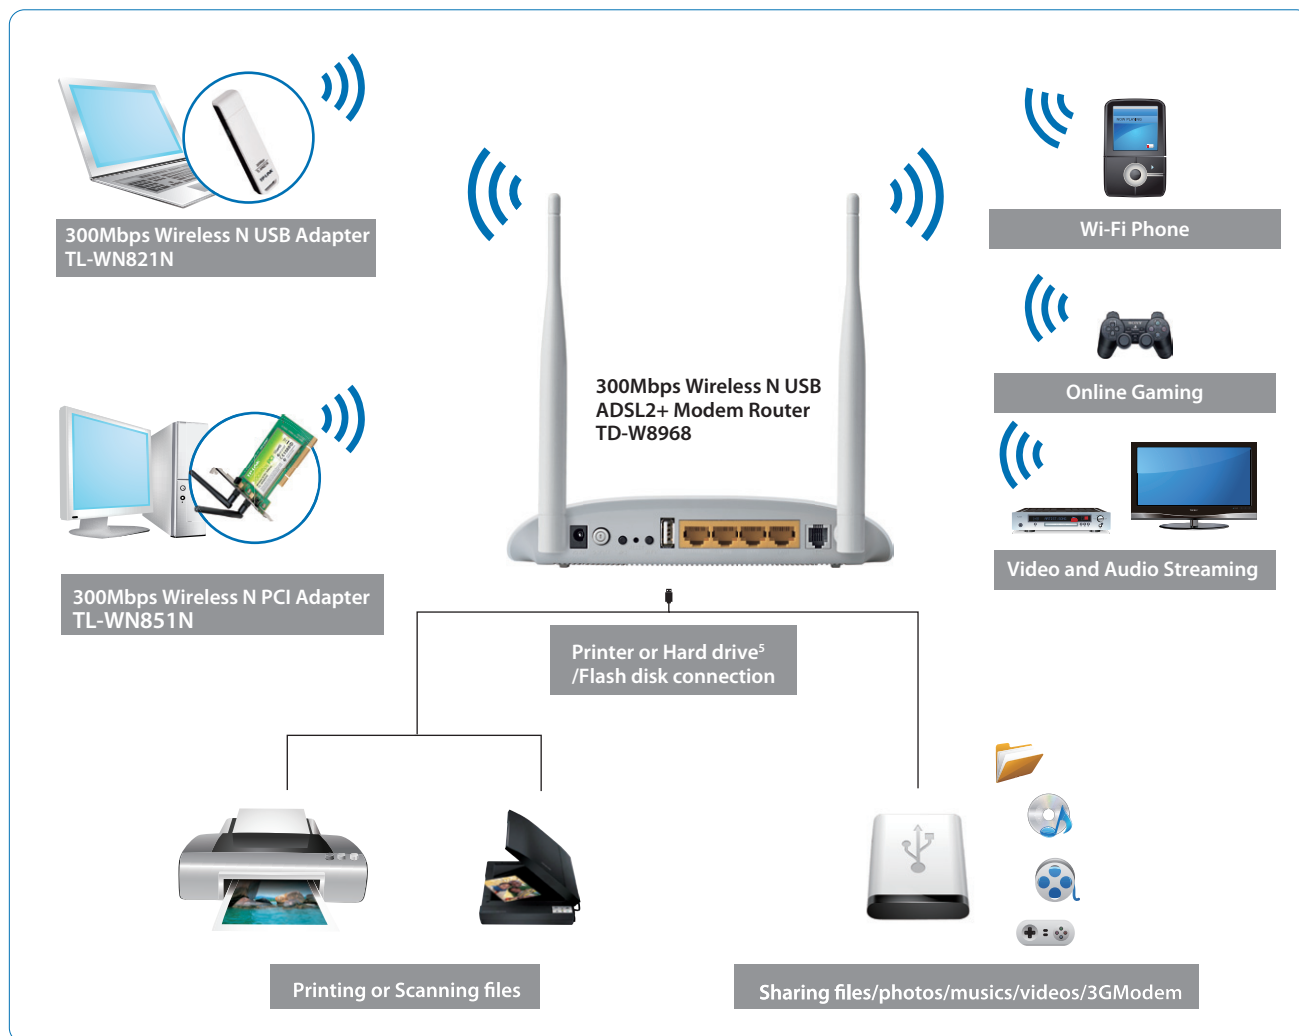 300Mbps Wireless N USB Adapter
TL-WN821N
Wi-Fi Phone
300Mbps Wireless N USB
ADSL2+ Modem Router
TD-W8968
Online Gaming
300Mbps Wireless N PCI Adapter
TL-WN851N
Video and Audio Streaming
Printer or Hard drive⁵
/Flash disk connection
Printing or Scanning files
Sharing files/photos/musics/videos/3GModem